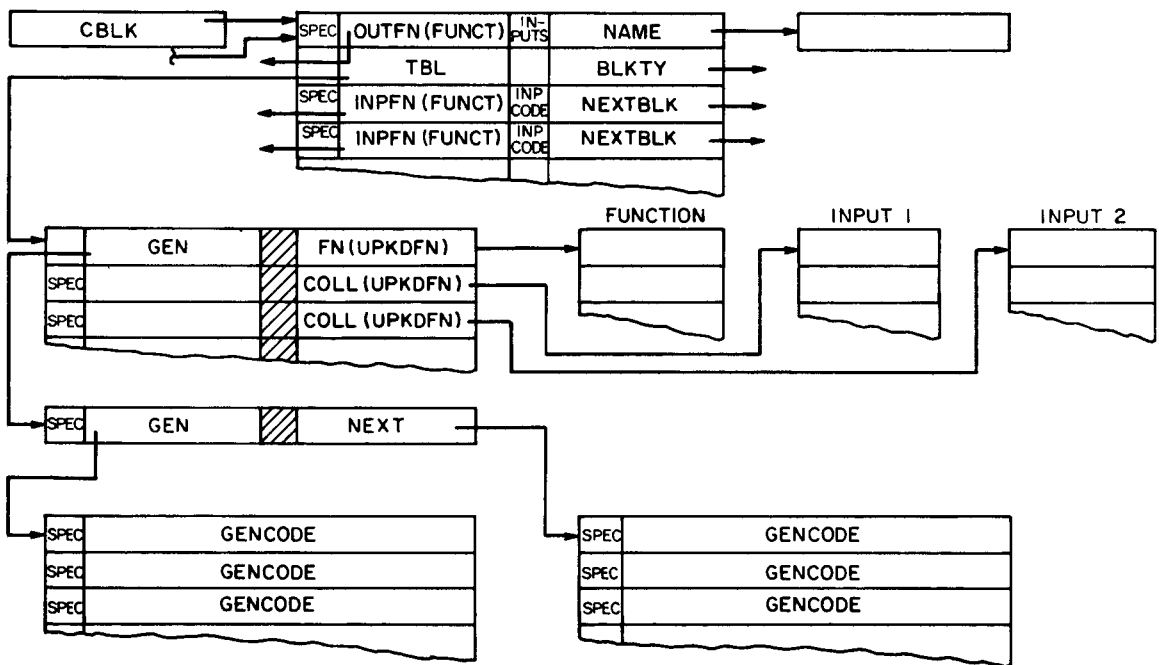 CBLK
SPEC OUTFN (FUNCT) IN-PUTS NAME
TBL BLKTY
SPEC INPFN (FUNCT) INP CODE NEXTBLK
SPEC INPFN (FUNCT) INP CODE NEXTBLK
FUNCTION INPUT 1 INPUT 2
GEN FN (UPKDFN)
SPEC COLL (UPKDFN)
SPEC COLL (UPKDFN)
SPEC GEN NEXT
SPEC GENCODE SPEC GENCODE
SPEC GENCODE SPEC GENCODE
SPEC GENCODE SPEC GENCODE